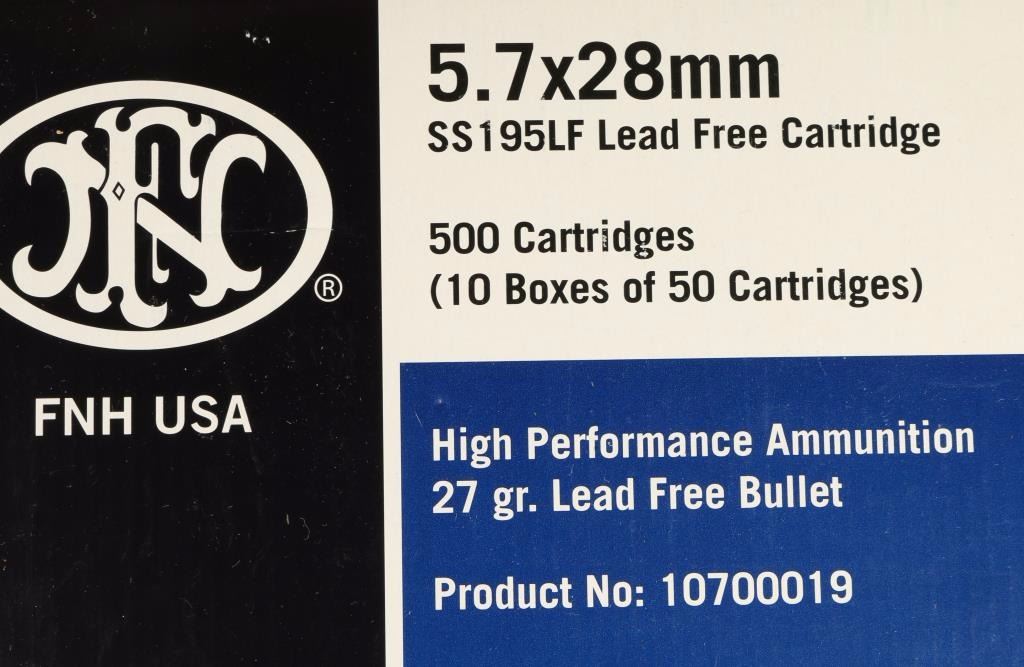 FN
®
FNH USA
5.7x28mm
SS195LF Lead Free Cartridge
500 Cartridges
(10 Boxes of 50 Cartridges)
High Performance Ammunition
27 gr. Lead Free Bullet
Product No: 10700019